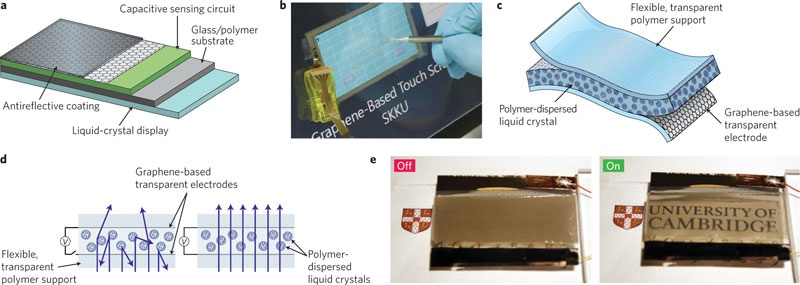 a
Capacitive sensing circuit
Glass/polymer
substrate
Antireflective coating
Liquid-crystal display
b
Graphene-Based Touch Scr
SKKU
c
Flexible, transparent
polymer support
Polymer-dispersed
liquid crystal
Graphene-based
transparent
electrode
d
Graphene-based
transparent electrodes
V
V
Flexible,
transparent
polymer support
Polymer-
dispersed
liquid crystals
e
Off
On
UNIVERSITY OF
CAMBRIDGE